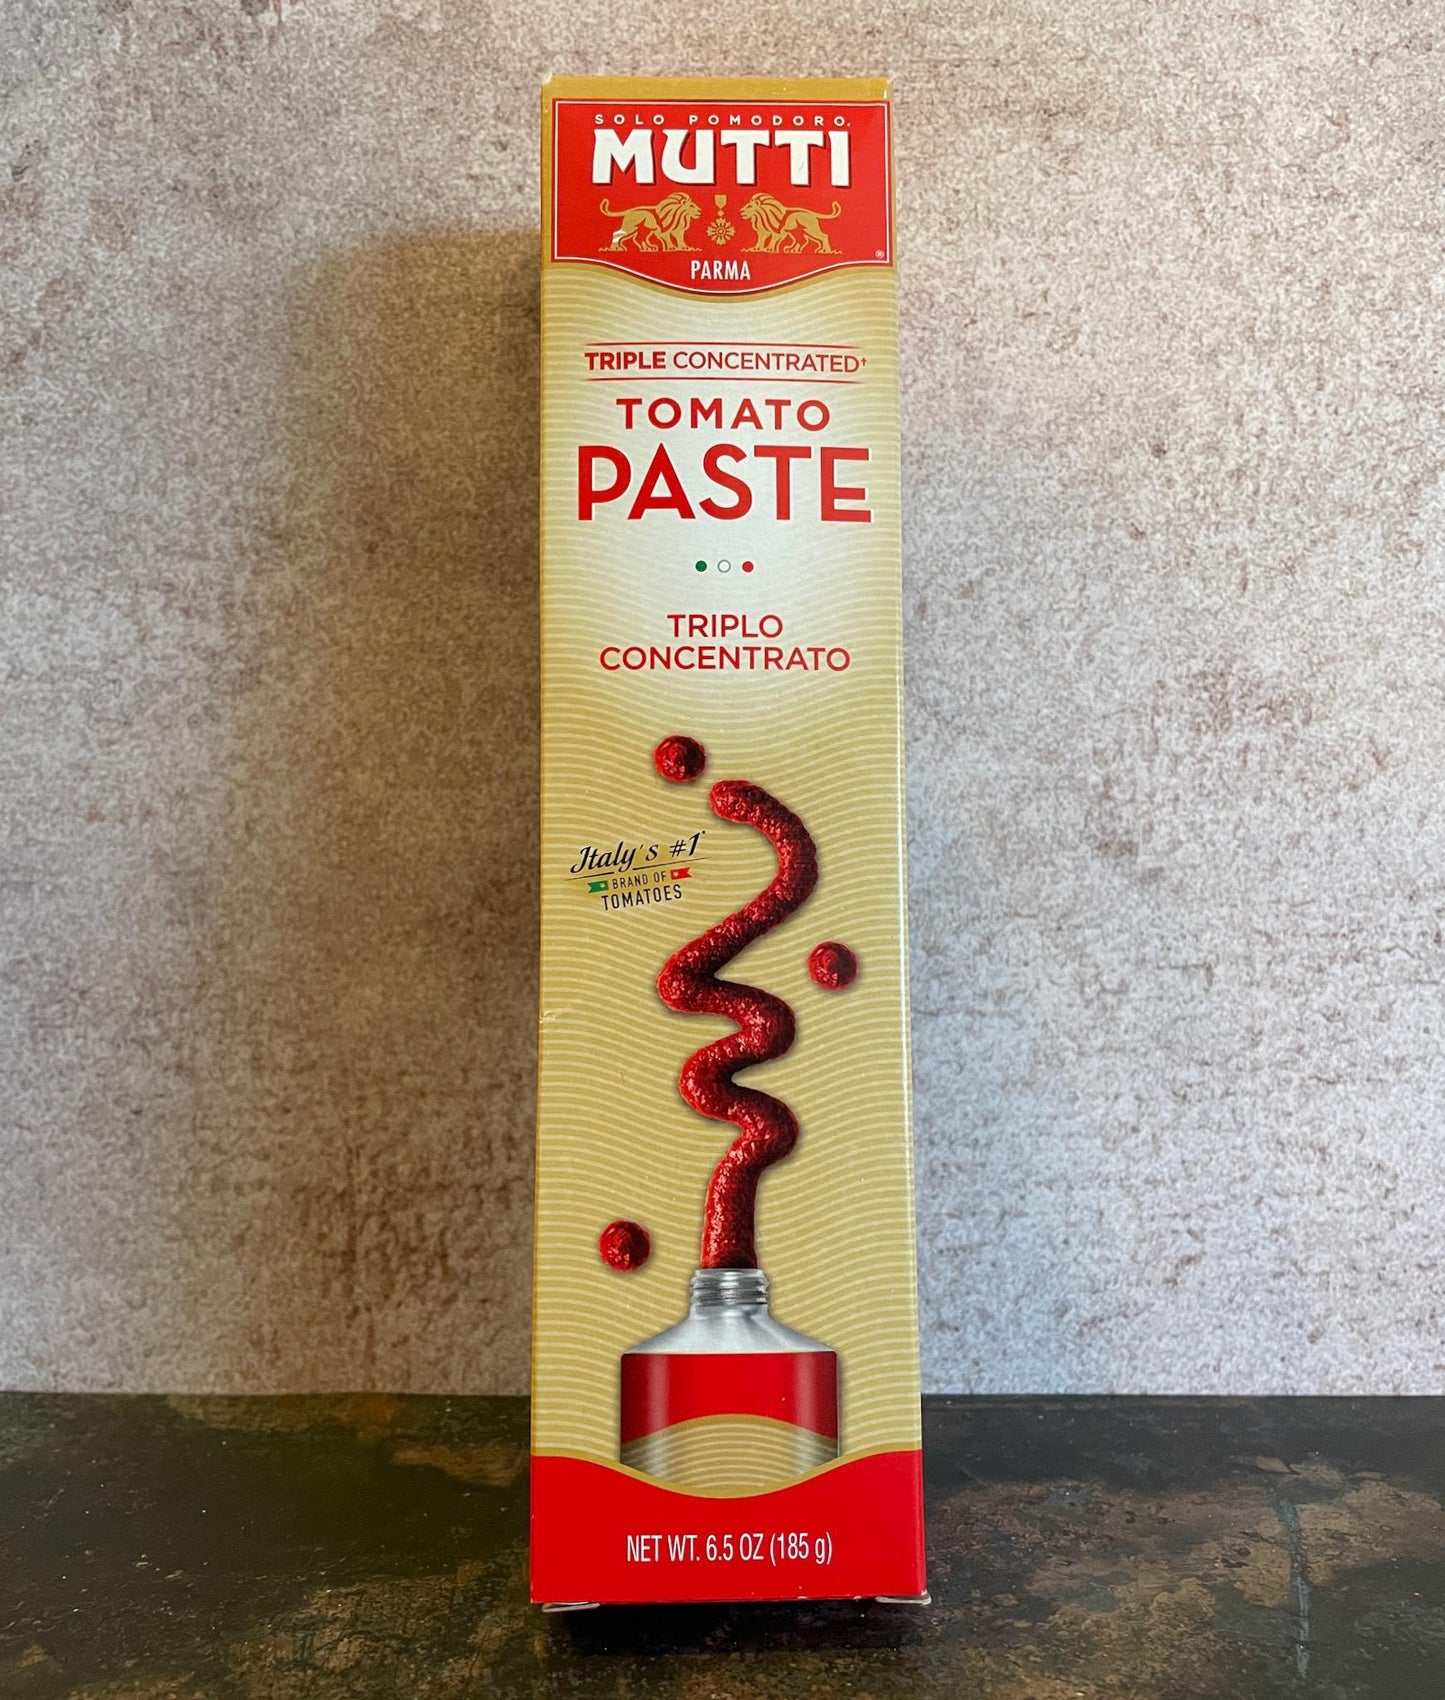 SOLO POMODORO.
MUTTI
®
PARMA
TRIPLE CONCENTRATED†
TOMATO
PASTE
TRIPLO
CONCENTRATO
Italy's #1*
BRAND OF
TOMATOES
NET WT. 6.5 OZ (185 g)